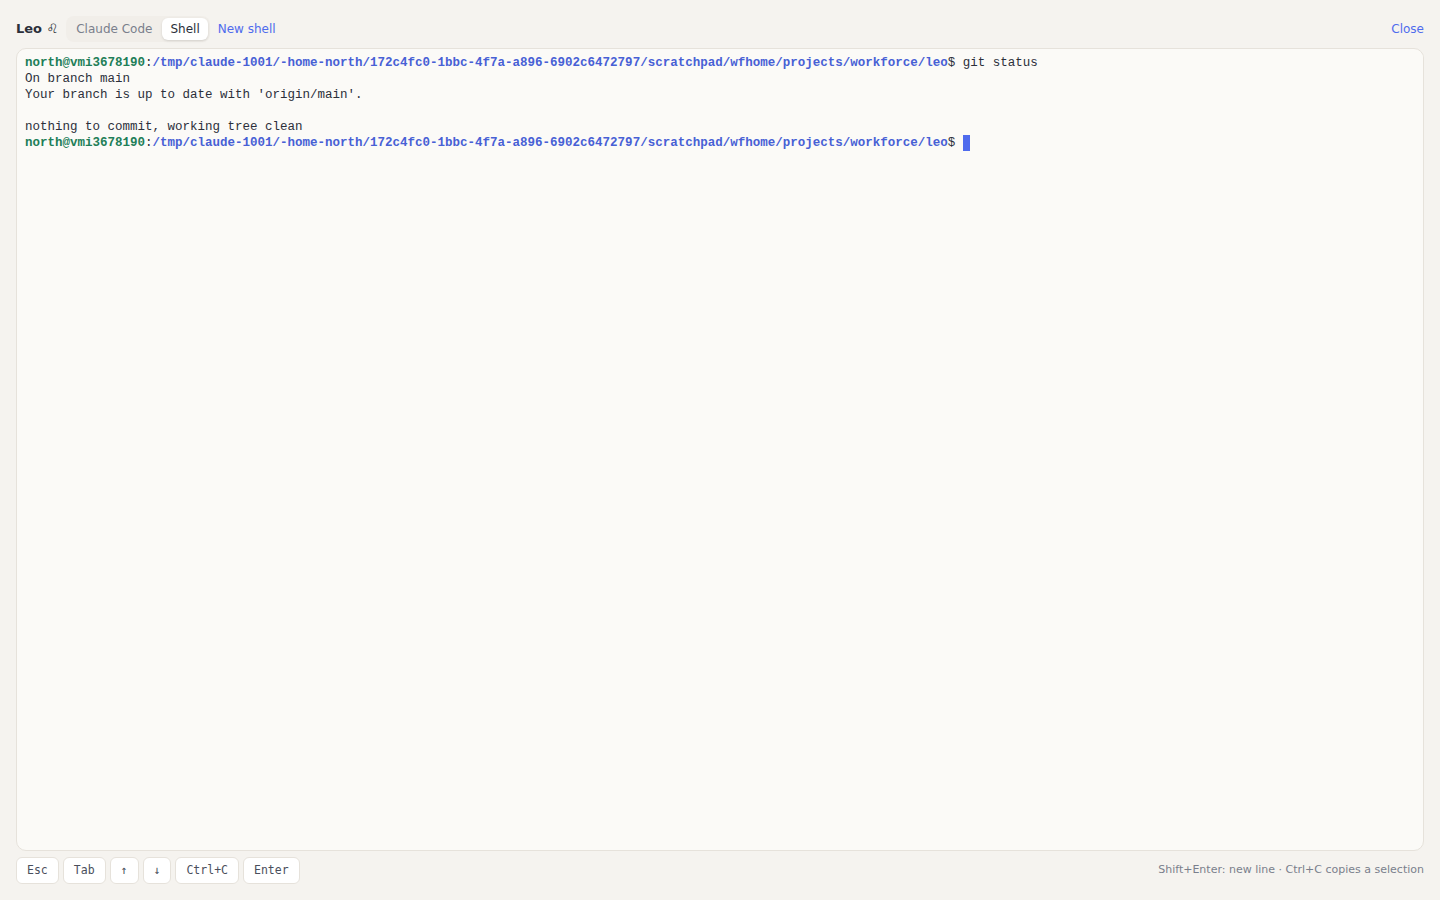 Leo ♌ Claude Code Shell New shell Close
north@vmi3678190:/tmp/claude-1001/-home-north/172c4fc0-1bbc-4f7a-a896-6902c6472797/scratchpad/wfhome/projects/workforce/leo$ git status
On branch main
Your branch is up to date with 'origin/main'.
nothing to commit, working tree clean
north@vmi3678190:/tmp/claude-1001/-home-north/172c4fc0-1bbc-4f7a-a896-6902c6472797/scratchpad/wfhome/projects/workforce/leo$
Esc Tab ↑ ↓ Ctrl+C Enter Shift+Enter: new line · Ctrl+C copies a selection